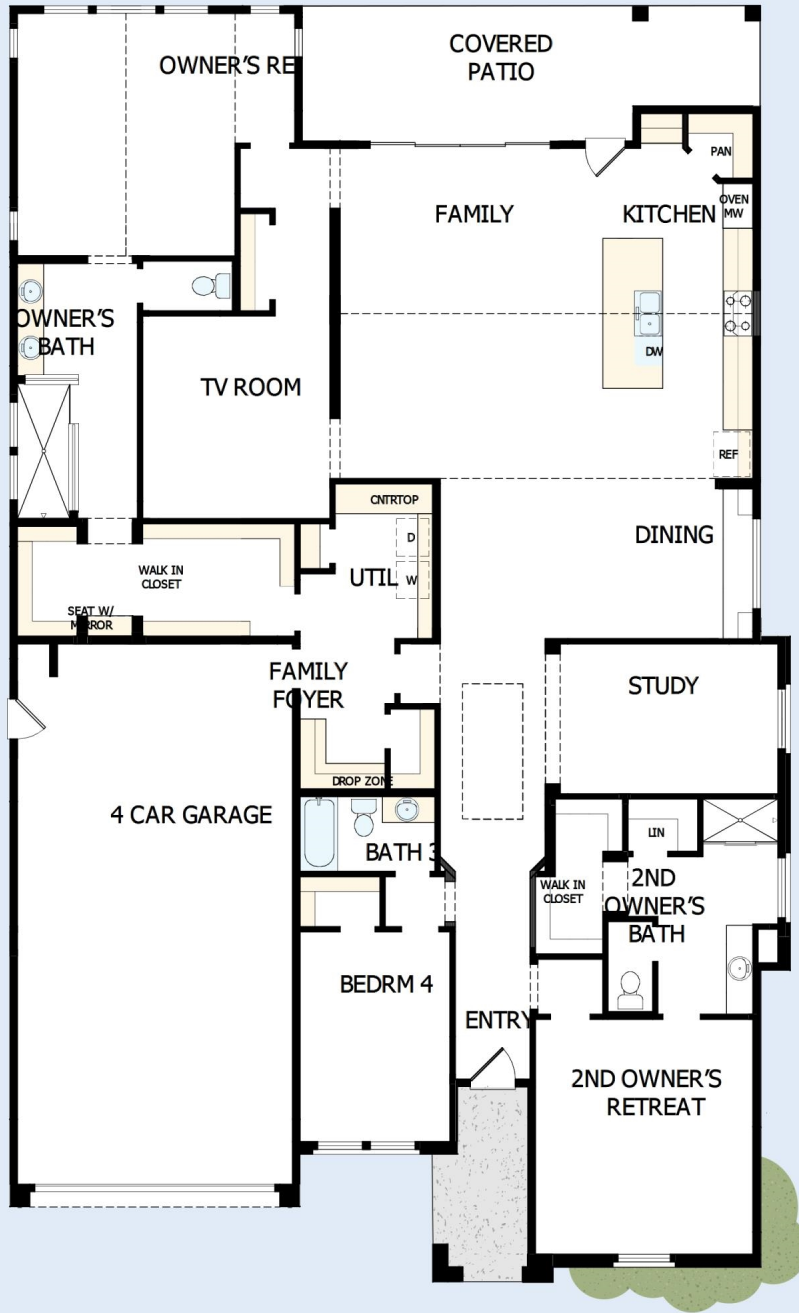 OWNER'S RE
COVERED
PATIO
PAN
FAMILY
KITCHEN
OVEN
MW
OWNER'S
BATH
DW
TV ROOM
REF
CNTRTOP
D
DINING
WALK IN
CLOSET
UTIL
W
SEAT W/
MIRROR
FAMILY
FOYER
STUDY
DROP ZONE
4 CAR GARAGE
LIN
BATH 3
WALK IN
CLOSET
2ND
OWNER'S
BATH
BEDRM 4
ENTRY
2ND OWNER'S
RETREAT